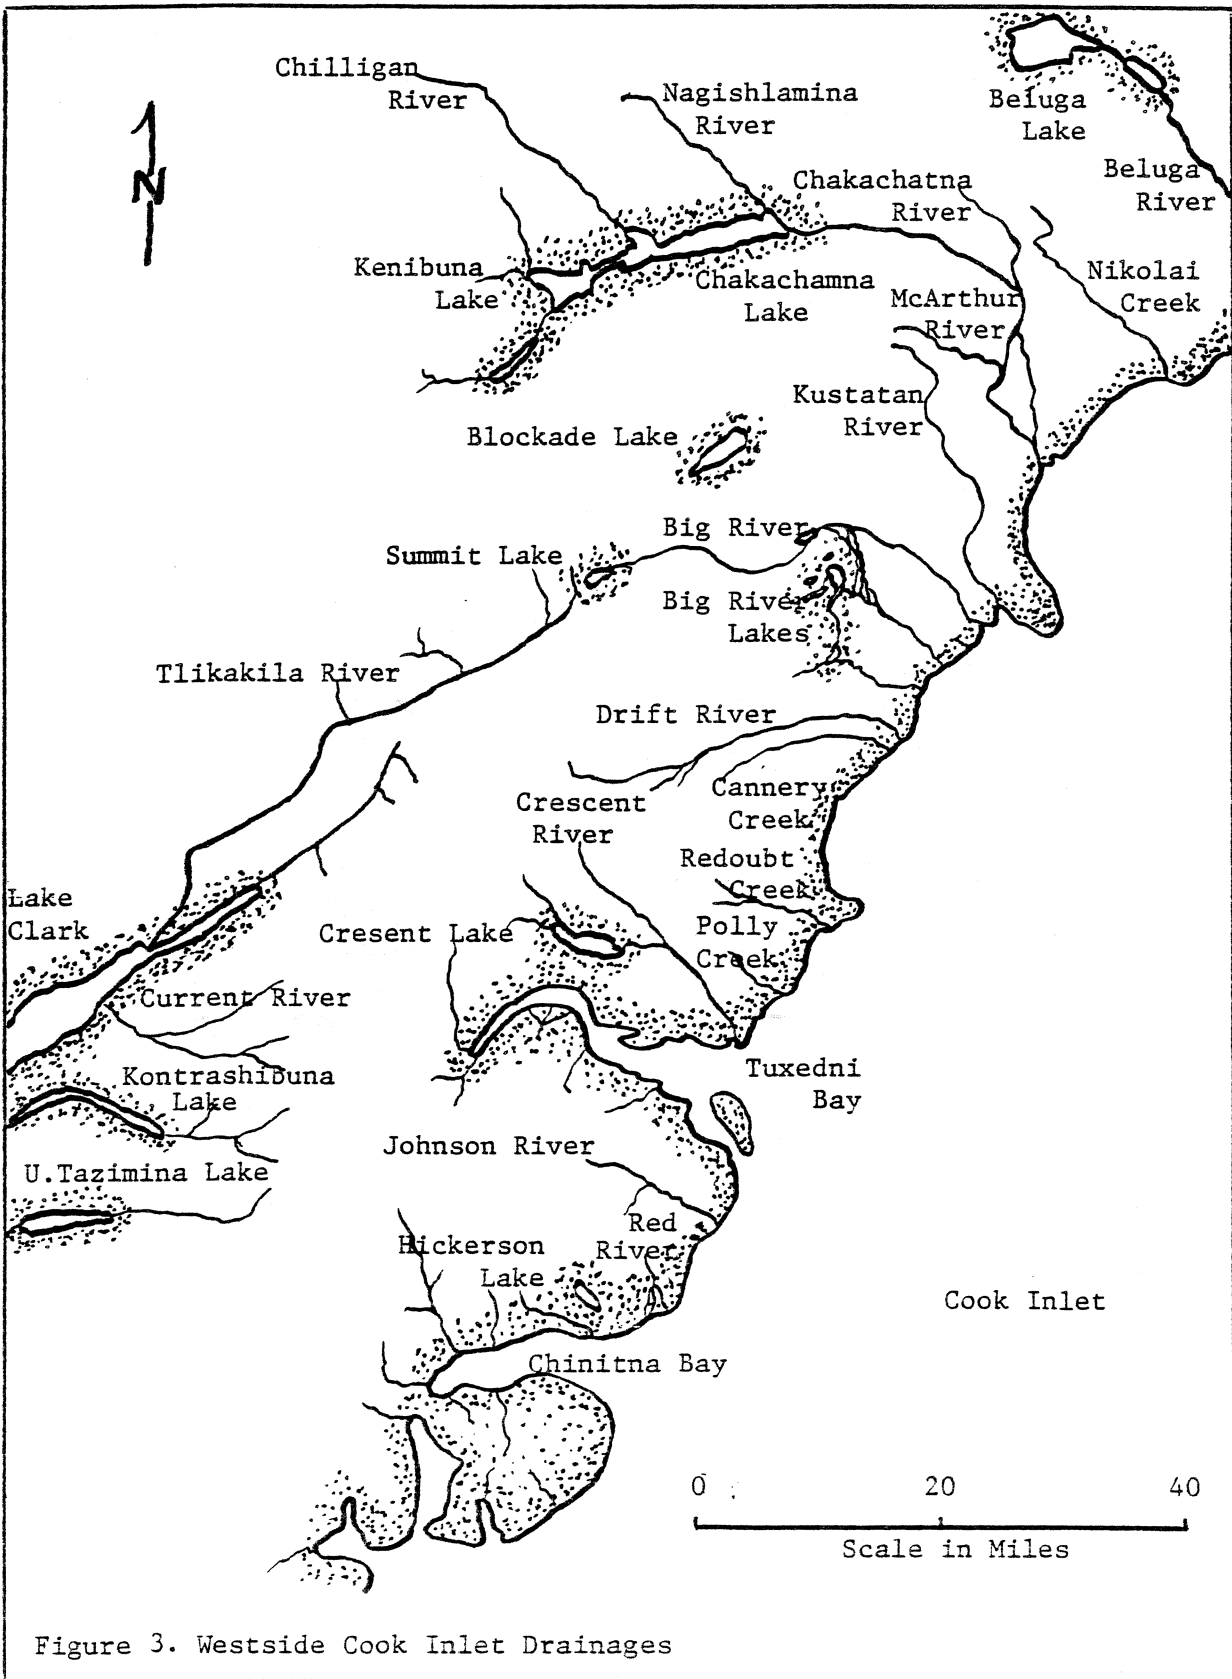 Chilligan
River
Nagishlamina
River
Beluga
Lake
Beluga
River
N
Chakachatna
River
Kenibuna
Lake
Chakachamna
Lake
McArthur
River
Nikolai
Creek
Kustatan
River
Blockade Lake
Big River
Summit Lake
Big River
Lakes
Tlikakila River
Drift River
Crescent
River
Cannery
Creek
Redoubt
Creek
Lake
Clark
Cresent Lake
Polly
Creek
Current River
Kontrashibuna
Lake
Tuxedni
Bay
Johnson River
U.Tazimina Lake
Red
River
Hickerson
Lake
Cook Inlet
Chinitna Bay
0 20 40
Scale in Miles
Figure 3. Westside Cook Inlet Drainages